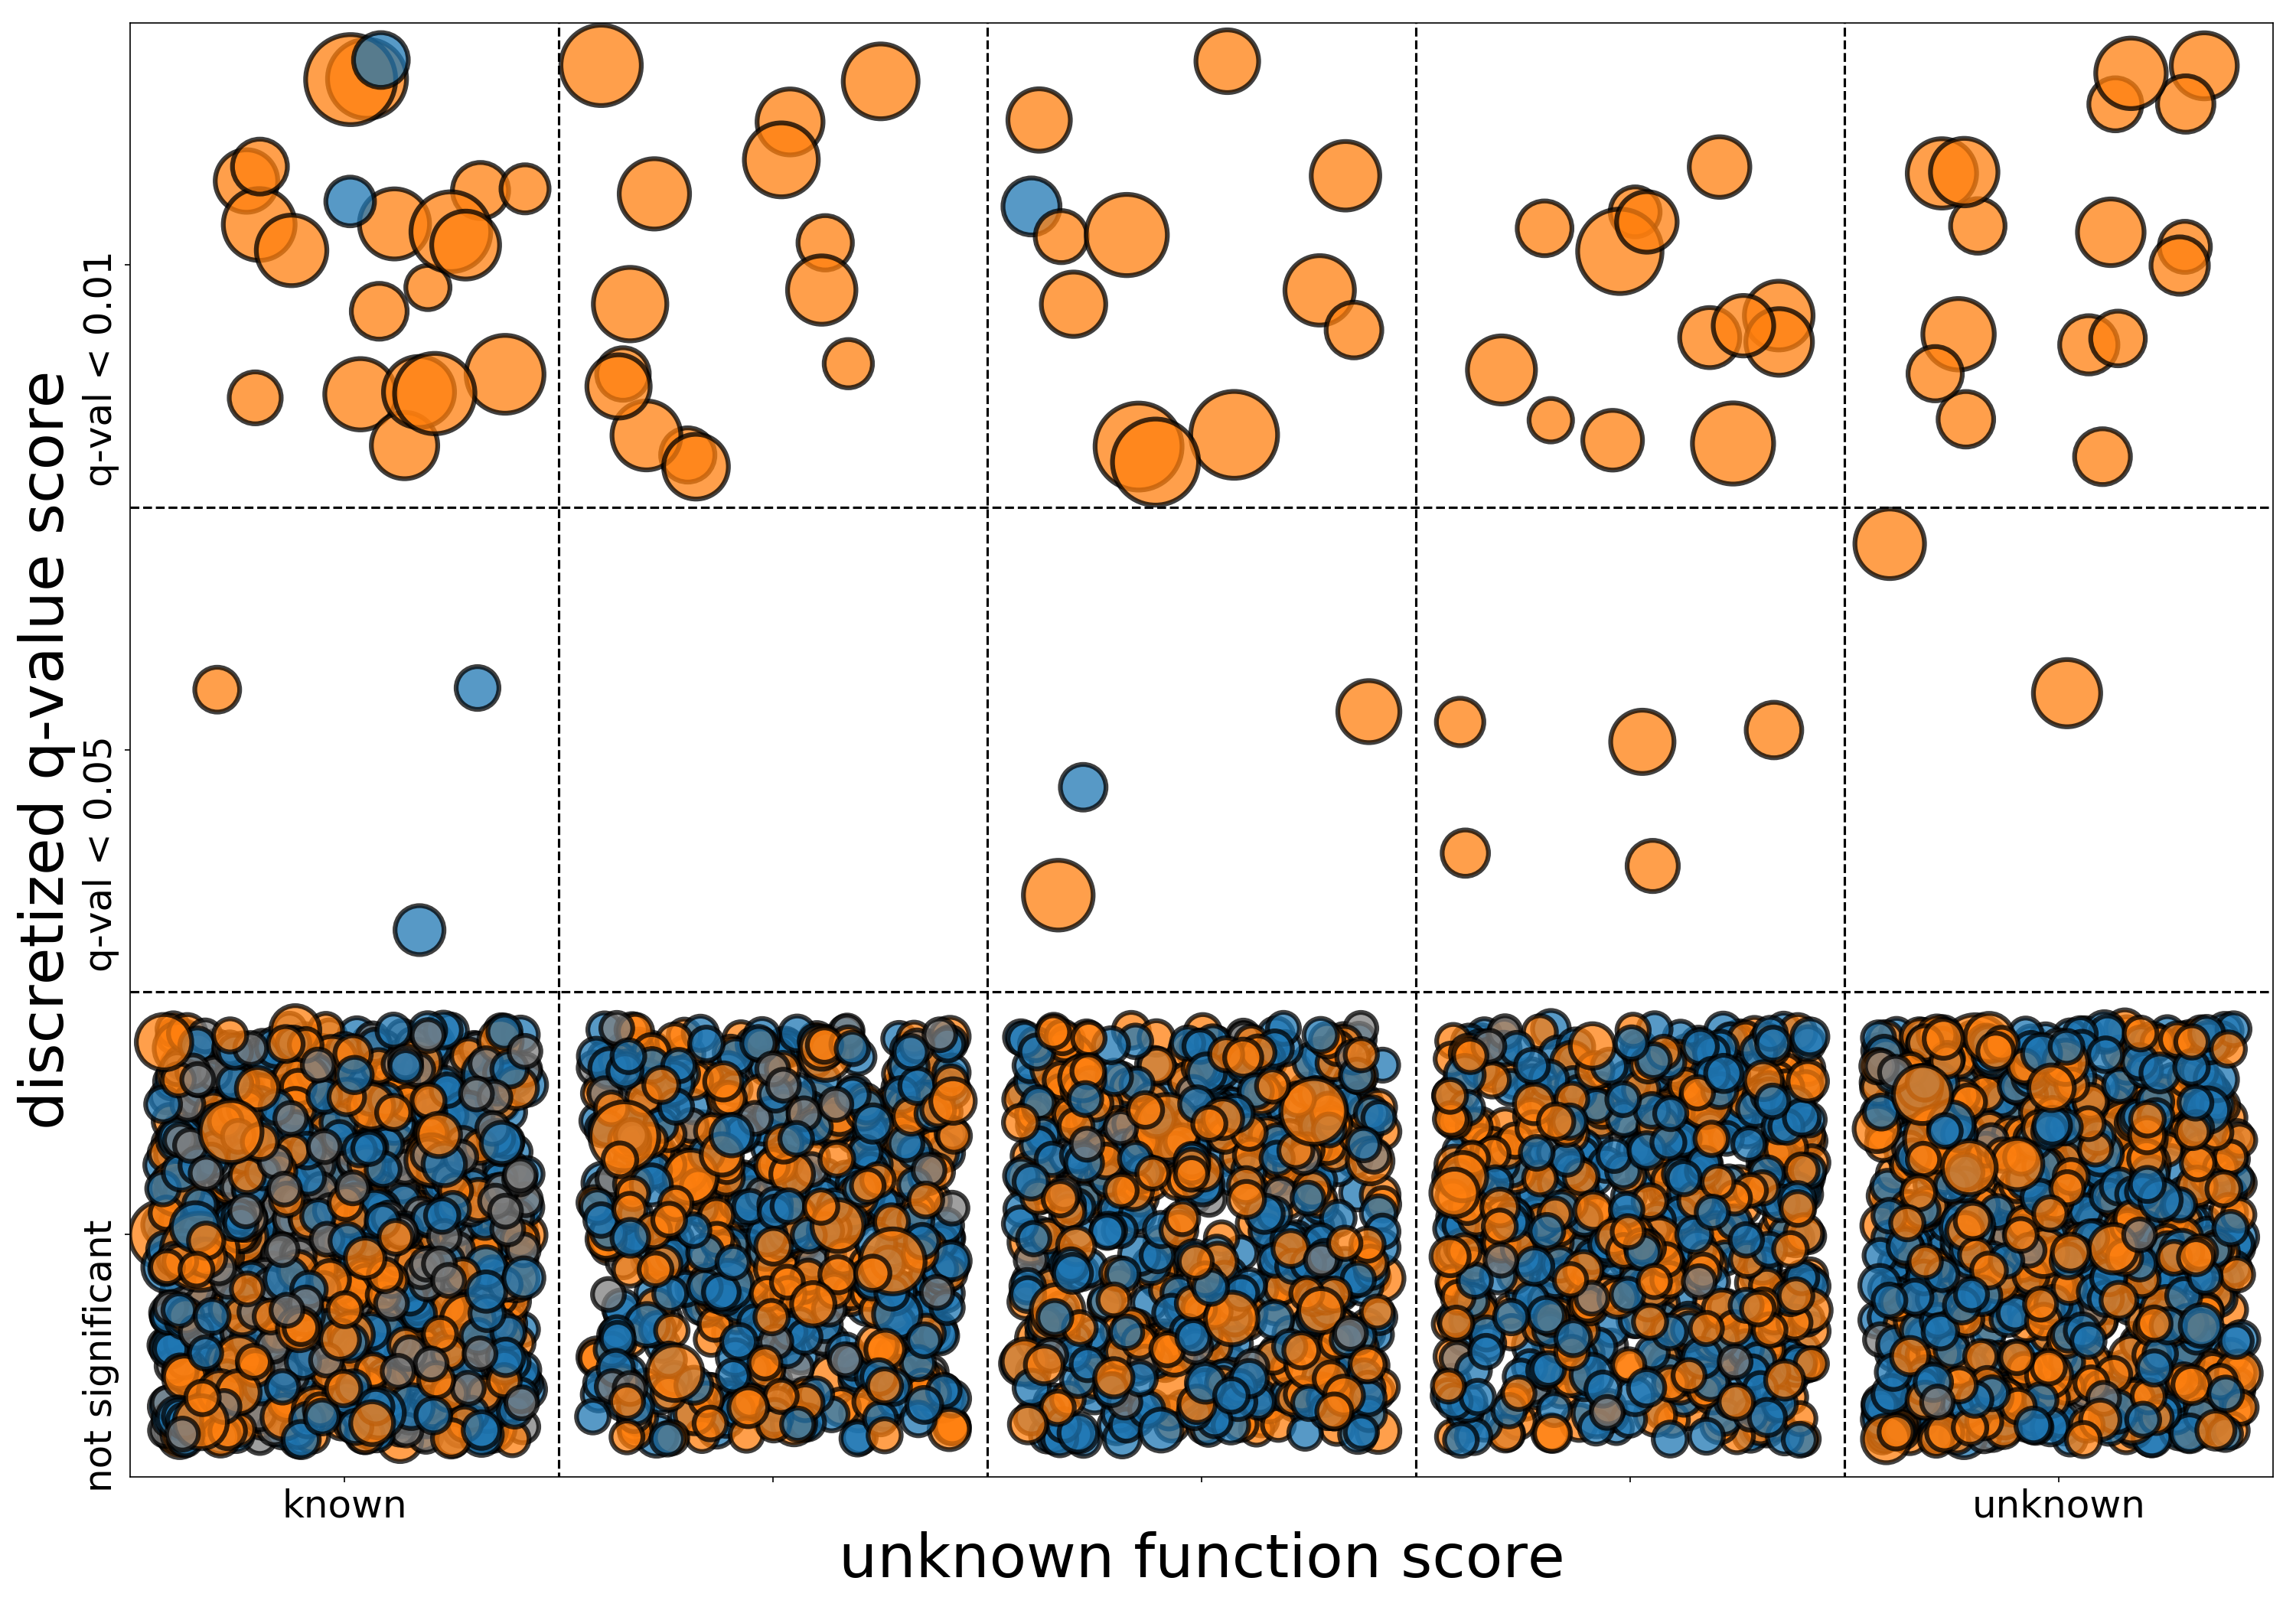 discretized q-value score
q-val < 0.01
q-val < 0.05
not significant
known
unknown
unknown function score